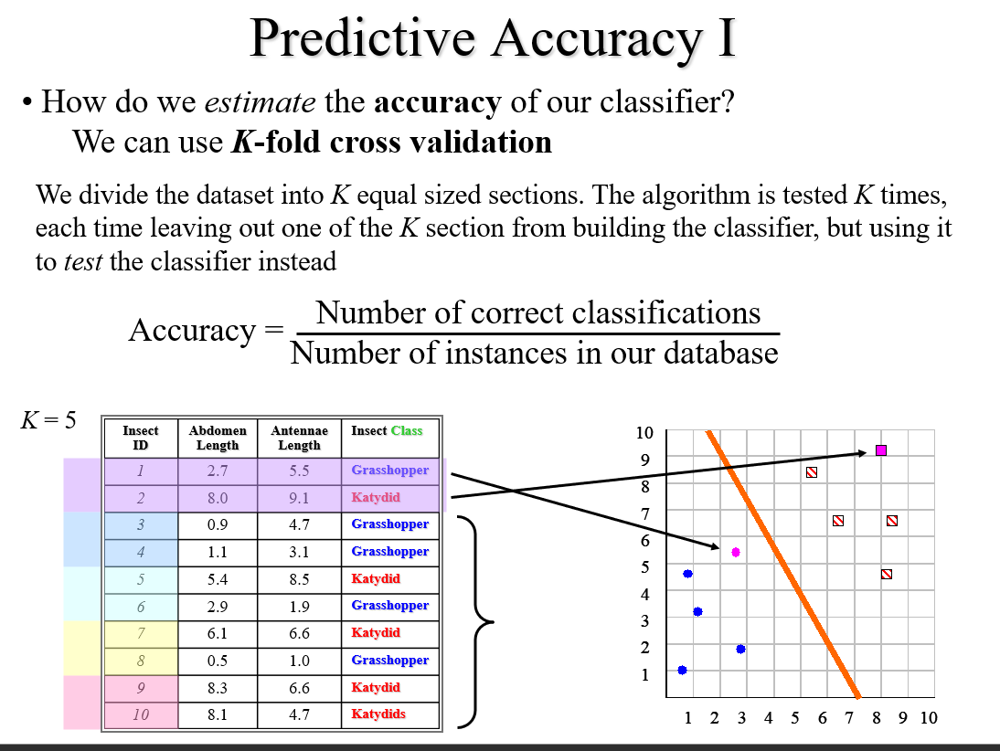 Predictive Accuracy I
• How do we estimate the accuracy of our classifier?
We can use K-fold cross validation
We divide the dataset into K equal sized sections. The algorithm is tested K times,
each time leaving out one of the K section from building the classifier, but using it
to test the classifier instead
Accuracy = Number of correct classifications
Number of instances in our database
K = 5
Insect ID Abdomen Length Antennae Length Insect Class
1 2.7 5.5 Grasshopper
2 8.0 9.1 Katydid
3 0.9 4.7 Grasshopper
4 1.1 3.1 Grasshopper
5 5.4 8.5 Katydid
6 2.9 1.9 Grasshopper
7 6.1 6.6 Katydid
8 0.5 1.0 Grasshopper
9 8.3 6.6 Katydid
10 8.1 4.7 Katydids
10
9
8
7
6
5
4
3
2
1
1 2 3 4 5 6 7 8 9 10